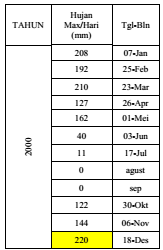 TAHUN Hujan Max/Hari (mm) Tgl-Bln
2000
208 07-Jan
192 25-Feb
210 23-Mar
127 26-Apr
162 01-Mei
40 03-Jun
11 17-Jul
0 agust
0 sep
122 30-Okt
144 06-Nov
220 18-Des